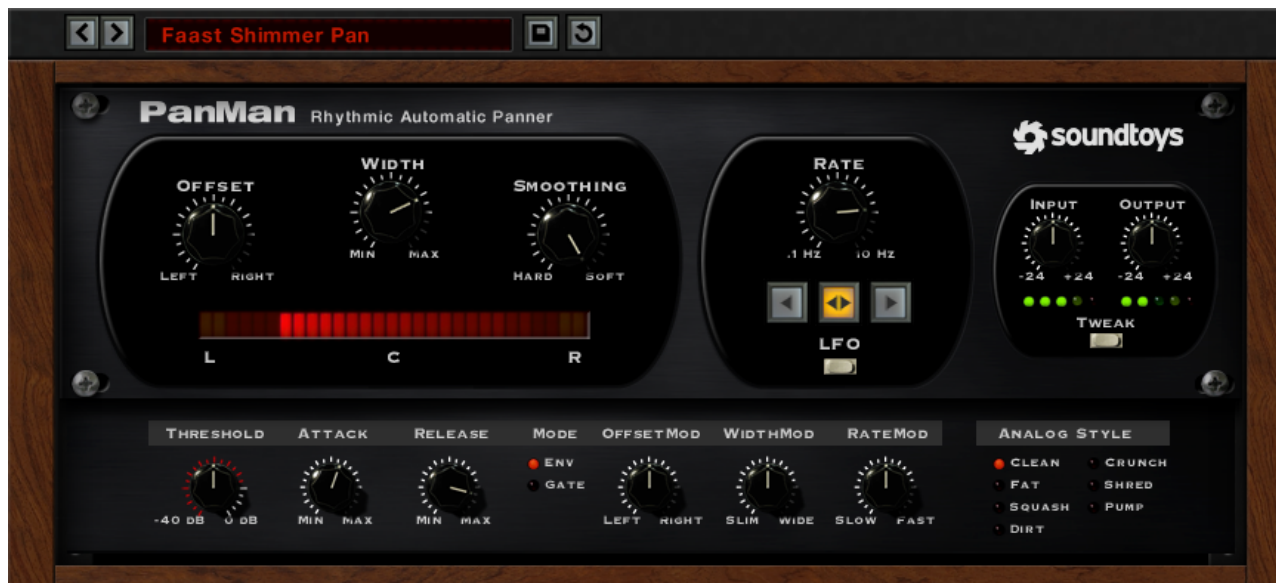 Faast Shimmer Pan
PanMan Rhythmic Automatic Panner
soundtoys
OFFSET
LEFT RIGHT
WIDTH
MIN MAX
SMOOTHING
HARD SOFT
L C R
RATE
.1 HZ 10 HZ
LFO
INPUT OUTPUT
-24 +24 -24 +24
TWEAK
THRESHOLD ATTACK RELEASE MODE OFFSETMOD WIDTHMOD RATEMOD
ENV
GATE
-40 DB 0 DB MIN MAX MIN MAX LEFT RIGHT SLIM WIDE SLOW FAST
ANALOG STYLE
CLEAN CRUNCH
FAT SHRED
SQUASH PUMP
DIRT